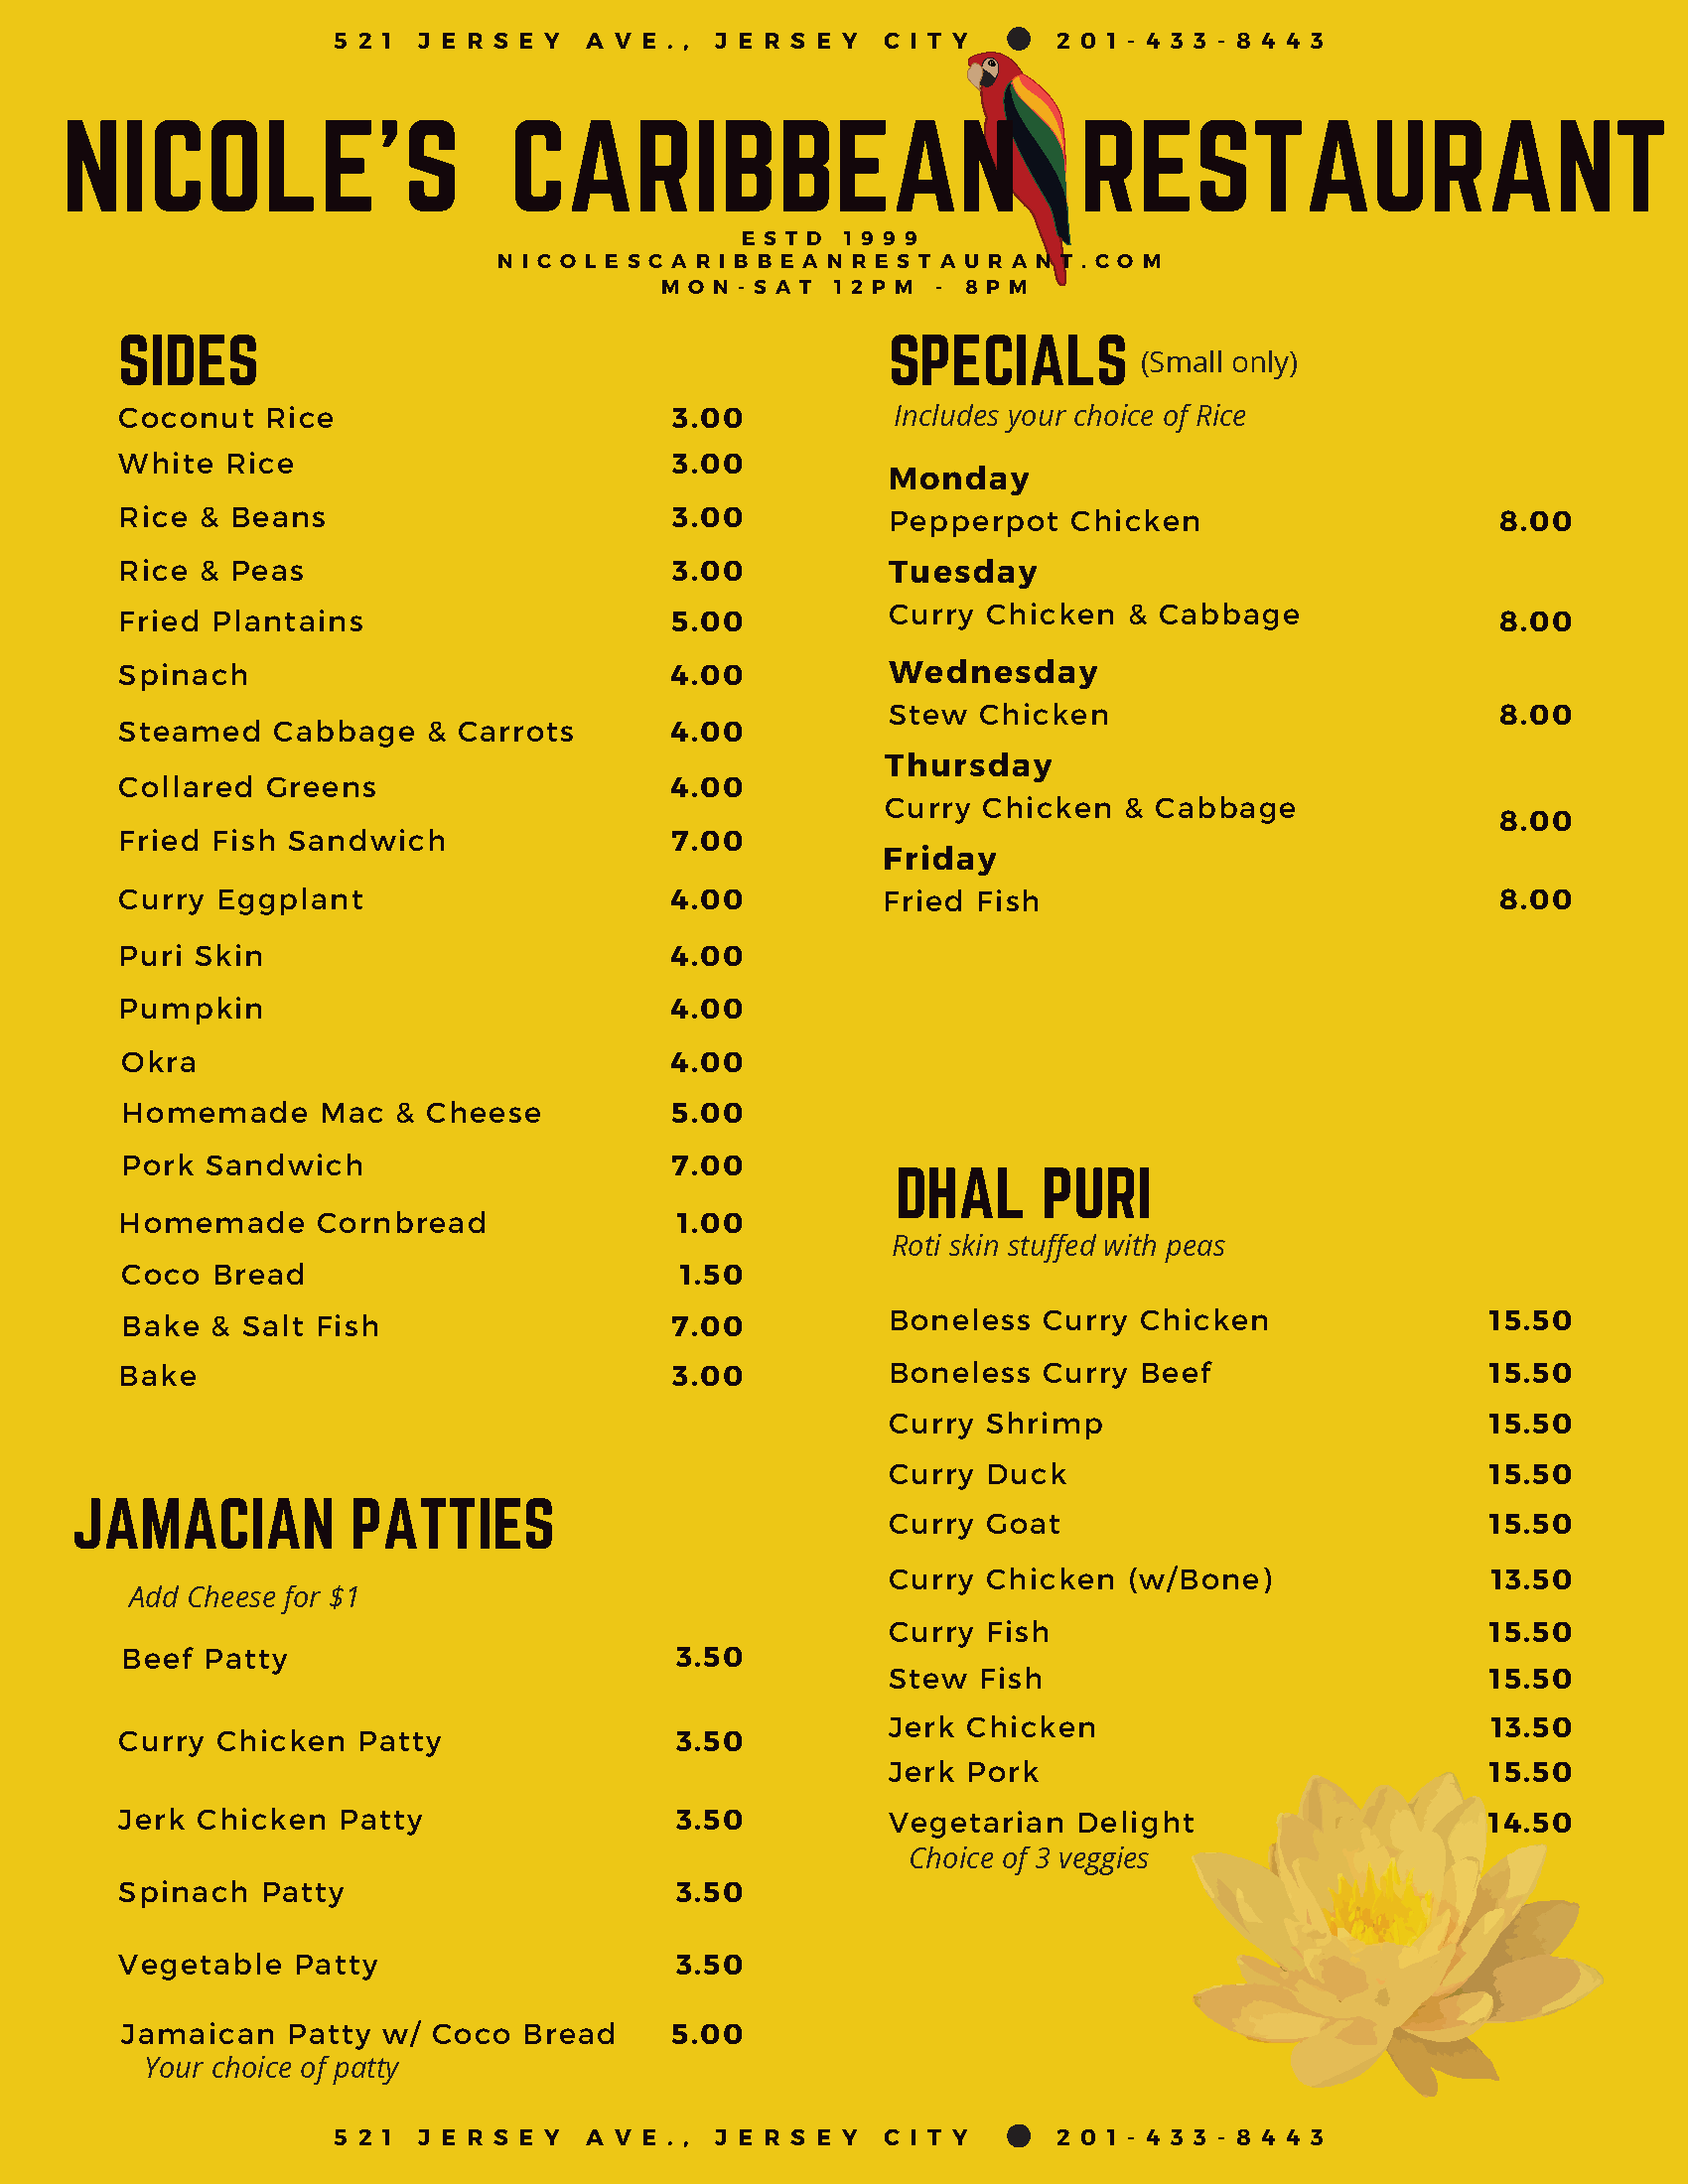 521 JERSEY AVE., JERSEY CITY ● 201-433-8443
NICOLE'S CARIBBEAN RESTAURANT
ESTD 1999
NICOLESCARIBBEANRESTAURANT.COM
MON-SAT 12PM - 8PM
SIDES
Coconut Rice 3.00
White Rice 3.00
Rice & Beans 3.00
Rice & Peas 3.00
Fried Plantains 5.00
Spinach 4.00
Steamed Cabbage & Carrots 4.00
Collared Greens 4.00
Fried Fish Sandwich 7.00
Curry Eggplant 4.00
Puri Skin 4.00
Pumpkin 4.00
Okra 4.00
Homemade Mac & Cheese 5.00
Pork Sandwich 7.00
Homemade Cornbread 1.00
Coco Bread 1.50
Bake & Salt Fish 7.00
Bake 3.00
JAMACIAN PATTIES
Add Cheese for $1
Beef Patty 3.50
Curry Chicken Patty 3.50
Jerk Chicken Patty 3.50
Spinach Patty 3.50
Vegetable Patty 3.50
Jamaican Patty w/ Coco Bread 5.00
Your choice of patty
SPECIALS (Small only)
Includes your choice of Rice
Monday
Pepperpot Chicken 8.00
Tuesday
Curry Chicken & Cabbage 8.00
Wednesday
Stew Chicken 8.00
Thursday
Curry Chicken & Cabbage 8.00
Friday
Fried Fish 8.00
DHAL PURI
Roti skin stuffed with peas
Boneless Curry Chicken 15.50
Boneless Curry Beef 15.50
Curry Shrimp 15.50
Curry Duck 15.50
Curry Goat 15.50
Curry Chicken (w/Bone) 13.50
Curry Fish 15.50
Stew Fish 15.50
Jerk Chicken 13.50
Jerk Pork 15.50
Vegetarian Delight 14.50
Choice of 3 veggies
521 JERSEY AVE., JERSEY CITY ● 201-433-8443